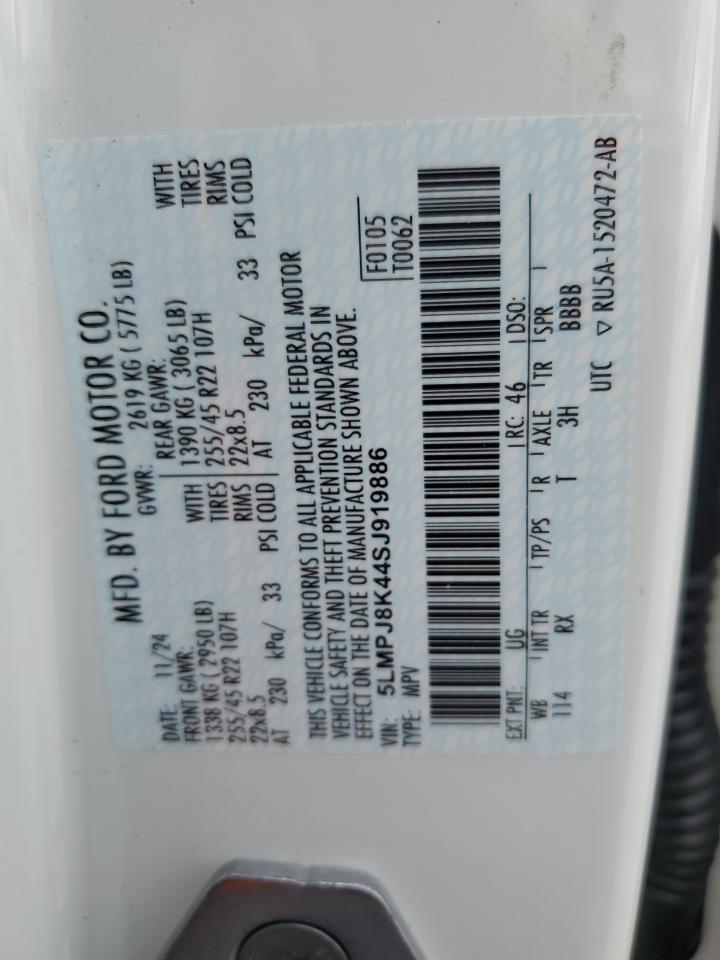 MFD. BY FORD MOTOR CO.
DATE: 11/24 GVWR: 2619 KG ( 5775 LB)
FRONT GAWR: REAR GAWR:
1338 KG ( 2950 LB) WITH 1390 KG ( 3065 LB) WITH
255/45 R22 107H TIRES 255/45 R22 107H TIRES
22x8.5 RIMS 22x8.5 RIMS
AT 230 kPa/ 33 PSI COLD AT 230 kPa/ 33 PSI COLD
THIS VEHICLE CONFORMS TO ALL APPLICABLE FEDERAL MOTOR
VEHICLE SAFETY AND THEFT PREVENTION STANDARDS IN
EFFECT ON THE DATE OF MANUFACTURE SHOWN ABOVE.
VIN: 5LMPJ8K44SJ919886 F0105
TYPE: MPV T0062
EXT PNT: UG RC: 46 DSO:
WB INT TR TP/PS R AXLE TR SPR
114 RX T 3H BBBB
UTC ▽ RU5A-1520472-AB